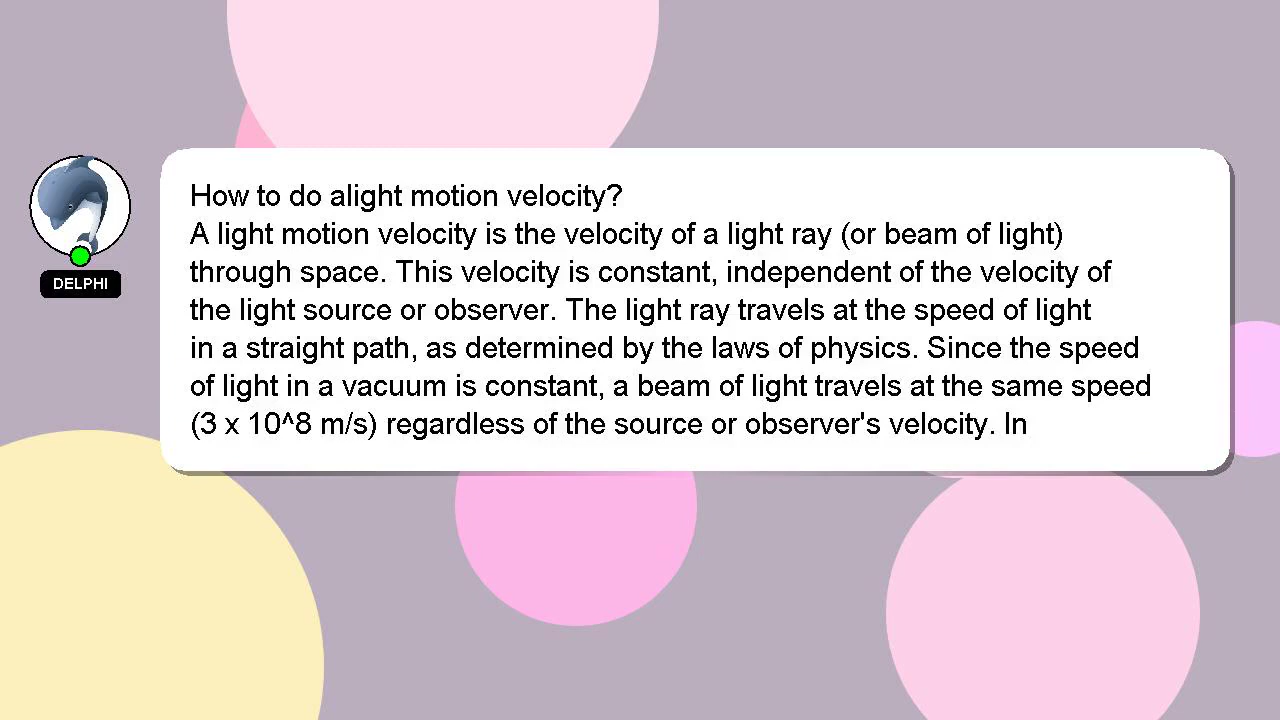 How to do alight motion velocity?
A light motion velocity is the velocity of a light ray (or beam of light)
through space. This velocity is constant, independent of the velocity of
the light source or observer. The light ray travels at the speed of light
in a straight path, as determined by the laws of physics. Since the speed
of light in a vacuum is constant, a beam of light travels at the same speed
(3 x 10^8 m/s) regardless of the source or observer's velocity. In
DELPHI